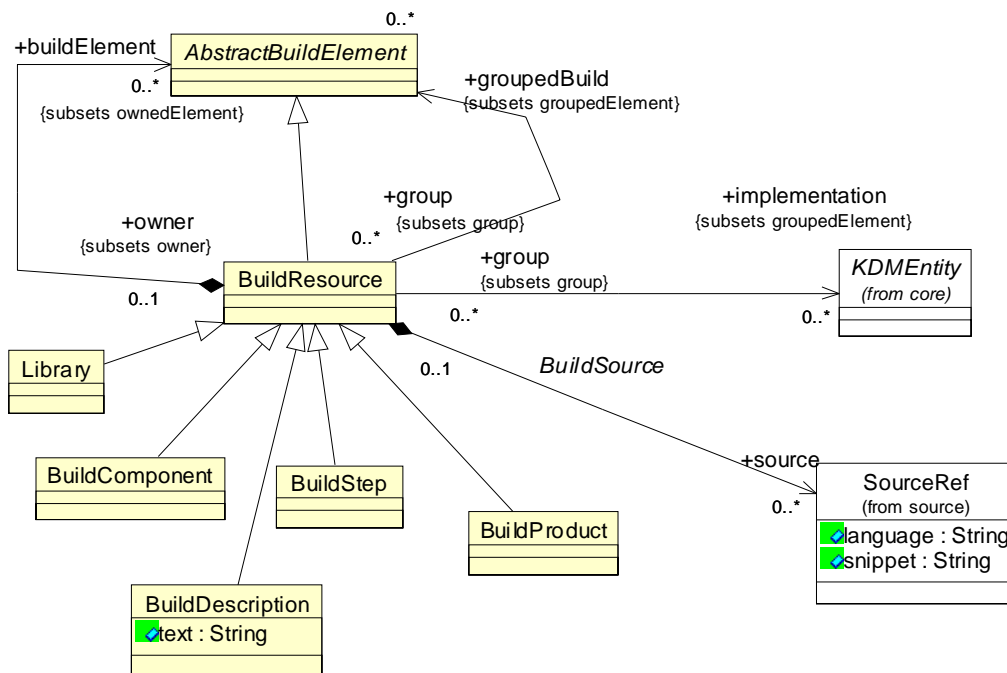 0..*
+buildElement
AbstractBuildElement
0..*
{subsets ownedElement}
+groupedBuild
{subsets groupedElement}
+owner
{subsets owner}
+group
{subsets group}
0..*
+implementation
{subsets groupedElement}
BuildResource
0..1
+group
{subsets group}
0..*
KDMEntity
(from core)
0..*
Library
0..1
BuildSource
BuildComponent
BuildStep
+source
0..*
SourceRef
(from source)
language : String
snippet : String
BuildProduct
BuildDescription
text : String